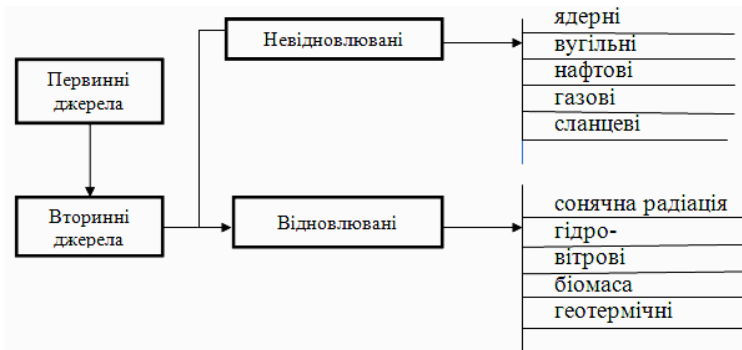 Первинні
джерела
Вторинні
джерела
Невідновлювані
Відновлювані
ядерні
вугільні
нафтові
газові
сланцеві
сонячна радіація
гідро-
вітрові
біомаса
геотермічні